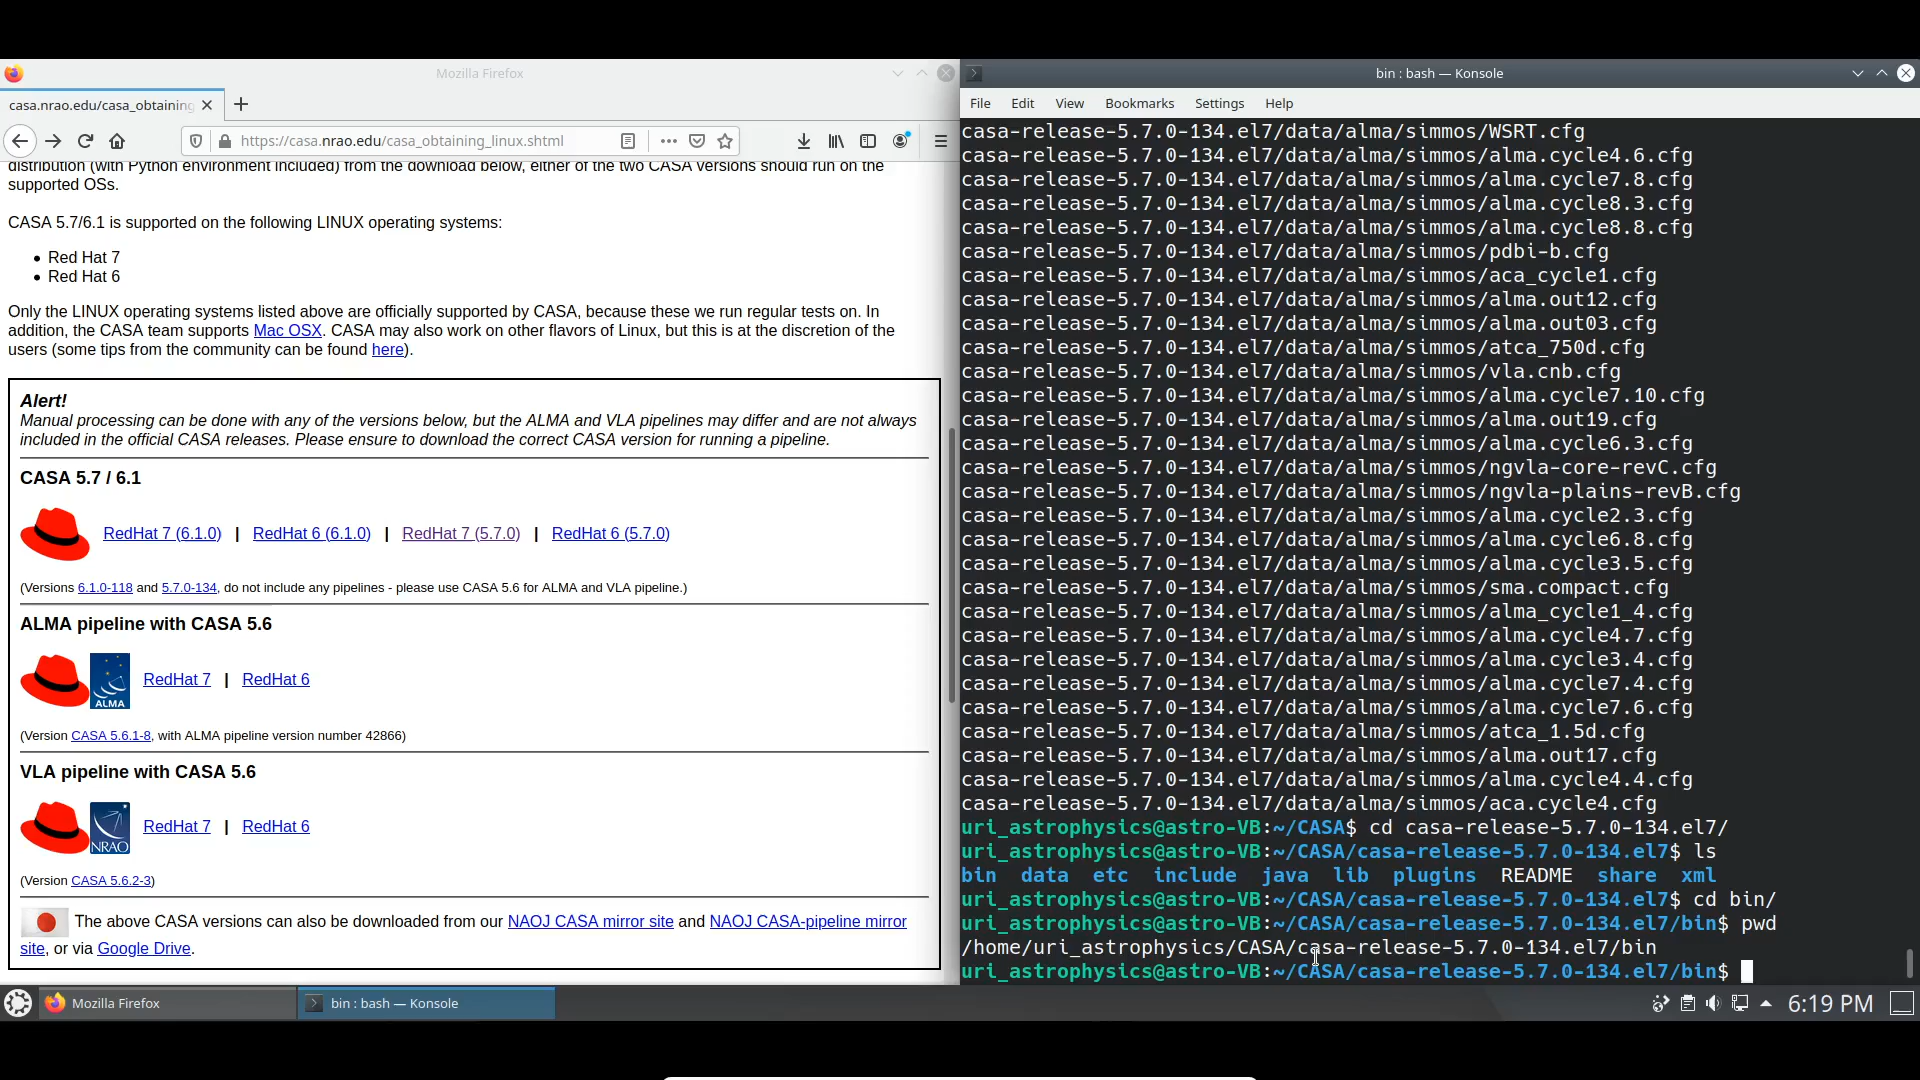 Mozilla Firefox
casa.nrao.edu/casa_obtaining
https://casa.nrao.edu/casa_obtaining_linux.shtml
distribution (with Python environment included) from the download below, either of the two CASA versions should run on the
supported OSs.
CASA 5.7/6.1 is supported on the following LINUX operating systems:
Red Hat 7
Red Hat 6
Only the LINUX operating systems listed above are officially supported by CASA, because these we run regular tests on. In
addition, the CASA team supports Mac OSX. CASA may also work on other flavors of Linux, but this is at the discretion of the
users (some tips from the community can be found here).
Alert!
Manual processing can be done with any of the versions below, but the ALMA and VLA pipelines may differ and are not always
included in the official CASA releases. Please ensure to download the correct CASA version for running a pipeline.
CASA 5.7 / 6.1
RedHat 7 (6.1.0) | RedHat 6 (6.1.0) | RedHat 7 (5.7.0) | RedHat 6 (5.7.0)
(Versions 6.1.0-118 and 5.7.0-134, do not include any pipelines - please use CASA 5.6 for ALMA and VLA pipeline.)
ALMA pipeline with CASA 5.6
ALMA
RedHat 7 | RedHat 6
(Version CASA 5.6.1-8, with ALMA pipeline version number 42866)
VLA pipeline with CASA 5.6
NRAO
RedHat 7 | RedHat 6
(Version CASA 5.6.2-3)
The above CASA versions can also be downloaded from our NAOJ CASA mirror site and NAOJ CASA-pipeline mirror
site, or via Google Drive.
bin : bash — Konsole
File Edit View Bookmarks Settings Help
casa-release-5.7.0-134.el7/data/alma/simmos/WSRT.cfg
casa-release-5.7.0-134.el7/data/alma/simmos/alma.cycle4.6.cfg
casa-release-5.7.0-134.el7/data/alma/simmos/alma.cycle7.8.cfg
casa-release-5.7.0-134.el7/data/alma/simmos/alma.cycle8.3.cfg
casa-release-5.7.0-134.el7/data/alma/simmos/alma.cycle8.8.cfg
casa-release-5.7.0-134.el7/data/alma/simmos/pdbi-b.cfg
casa-release-5.7.0-134.el7/data/alma/simmos/aca_cycle1.cfg
casa-release-5.7.0-134.el7/data/alma/simmos/alma.out12.cfg
casa-release-5.7.0-134.el7/data/alma/simmos/alma.out03.cfg
casa-release-5.7.0-134.el7/data/alma/simmos/atca_750d.cfg
casa-release-5.7.0-134.el7/data/alma/simmos/vla.cnb.cfg
casa-release-5.7.0-134.el7/data/alma/simmos/alma.cycle7.10.cfg
casa-release-5.7.0-134.el7/data/alma/simmos/alma.out19.cfg
casa-release-5.7.0-134.el7/data/alma/simmos/alma.cycle6.3.cfg
casa-release-5.7.0-134.el7/data/alma/simmos/ngvla-core-revC.cfg
casa-release-5.7.0-134.el7/data/alma/simmos/ngvla-plains-revB.cfg
casa-release-5.7.0-134.el7/data/alma/simmos/alma.cycle2.3.cfg
casa-release-5.7.0-134.el7/data/alma/simmos/alma.cycle6.8.cfg
casa-release-5.7.0-134.el7/data/alma/simmos/alma.cycle3.5.cfg
casa-release-5.7.0-134.el7/data/alma/simmos/sma.compact.cfg
casa-release-5.7.0-134.el7/data/alma/simmos/alma_cycle1_4.cfg
casa-release-5.7.0-134.el7/data/alma/simmos/alma.cycle4.7.cfg
casa-release-5.7.0-134.el7/data/alma/simmos/alma.cycle3.4.cfg
casa-release-5.7.0-134.el7/data/alma/simmos/alma.cycle7.4.cfg
casa-release-5.7.0-134.el7/data/alma/simmos/alma.cycle7.6.cfg
casa-release-5.7.0-134.el7/data/alma/simmos/atca_1.5d.cfg
casa-release-5.7.0-134.el7/data/alma/simmos/alma.out17.cfg
casa-release-5.7.0-134.el7/data/alma/simmos/alma.cycle4.4.cfg
casa-release-5.7.0-134.el7/data/alma/simmos/aca.cycle4.cfg
uri_astrophysics@astro-VB:~/CASA$ cd casa-release-5.7.0-134.el7/
uri_astrophysics@astro-VB:~/CASA/casa-release-5.7.0-134.el7$ ls
bin data etc include java lib plugins README share xml
uri_astrophysics@astro-VB:~/CASA/casa-release-5.7.0-134.el7$ cd bin/
uri_astrophysics@astro-VB:~/CASA/casa-release-5.7.0-134.el7/bin$ pwd
/home/uri_astrophysics/CASA/casa-release-5.7.0-134.el7/bin
uri_astrophysics@astro-VB:~/CASA/casa-release-5.7.0-134.el7/bin$
Mozilla Firefox
bin : bash — Konsole
6:19 PM